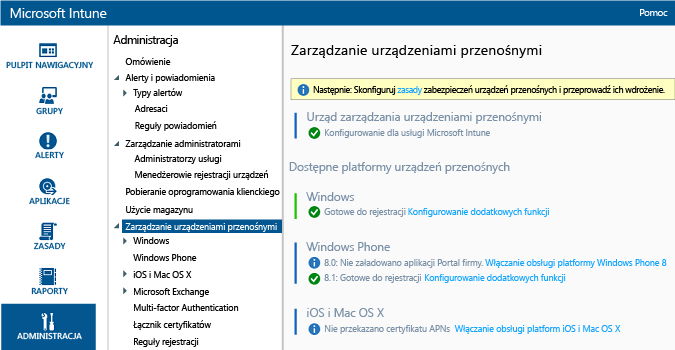 Microsoft Intune
Pomoc
PULPIT NAWIGACYJNY
GRUPY
ALERTY
APLIKACJE
ZASADY
RAPORTY
ADMINISTRACJA
Administracja
Omówienie
Alerty i powiadomienia
Typy alertów
Adresaci
Reguły powiadomień
Zarządzanie administratorami
Administratorzy usługi
Menedżerowie rejestracji urządzeń
Pobieranie oprogramowania klienckiego
Użycie magazynu
Zarządzanie urządzeniami przenośnymi
Windows
Windows Phone
iOS i Mac OS X
Microsoft Exchange
Multi-factor Authentication
Łącznik certyfikatów
Reguły rejestracji
Zarządzanie urządzeniami przenośnymi
Następnie: Skonfiguruj zasady zabezpieczeń urządzeń przenośnych i przeprowadź ich wdrożenie.
Urząd zarządzania urządzeniami przenośnymi
Konfigurowanie dla usługi Microsoft Intune
Dostępne platformy urządzeń przenośnych
Windows
Gotowe do rejestracji Konfigurowanie dodatkowych funkcji
Windows Phone
8.0: Nie załadowano aplikacji Portal firmy. Włączanie obsługi platformy Windows Phone 8
8.1: Gotowe do rejestracji Konfigurowanie dodatkowych funkcji
iOS i Mac OS X
Nie przekazano certyfikatu APNs Włączanie obsługi platform iOS i Mac OS X